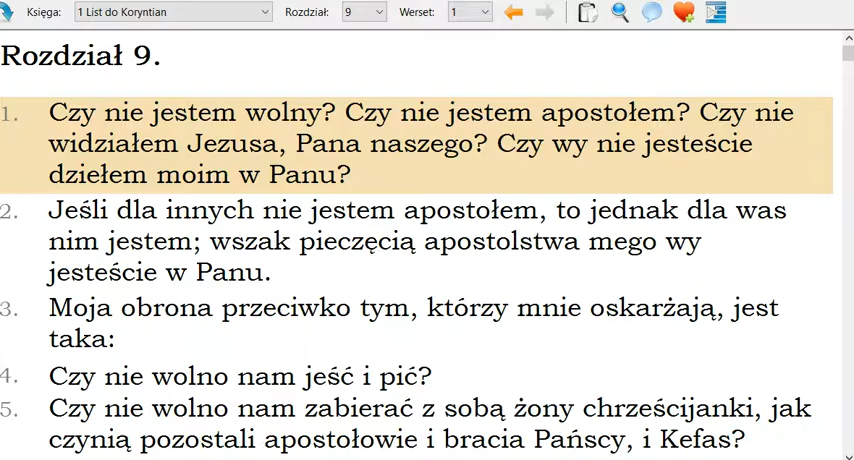 Księga: 1 List do Koryntian Rozdział: 9 Werset: 1
Rozdział 9.
1. Czy nie jestem wolny? Czy nie jestem apostołem? Czy nie
widziałem Jezusa, Pana naszego? Czy wy nie jesteście
dziełem moim w Panu?
2. Jeśli dla innych nie jestem apostołem, to jednak dla was
nim jestem; wszak pieczęcią apostolstwa mego wy
jesteście w Panu.
3. Moja obrona przeciwko tym, którzy mnie oskarżają, jest
taka:
4. Czy nie wolno nam jeść i pić?
5. Czy nie wolno nam zabierać z sobą żony chrześcijanki, jak
czynią pozostali apostołowie i bracia Pańscy, i Kefas?